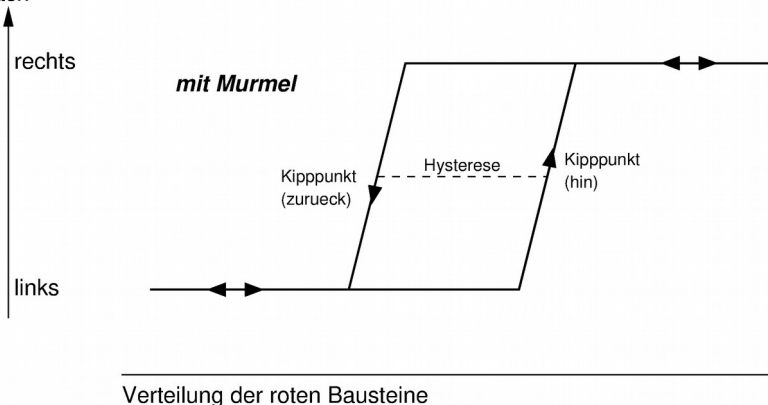 rechts
mit Murmel
Hysterese
Kipppunkt
(hin)
Kipppunkt
(zurueck)
links
Verteilung der roten Bausteine